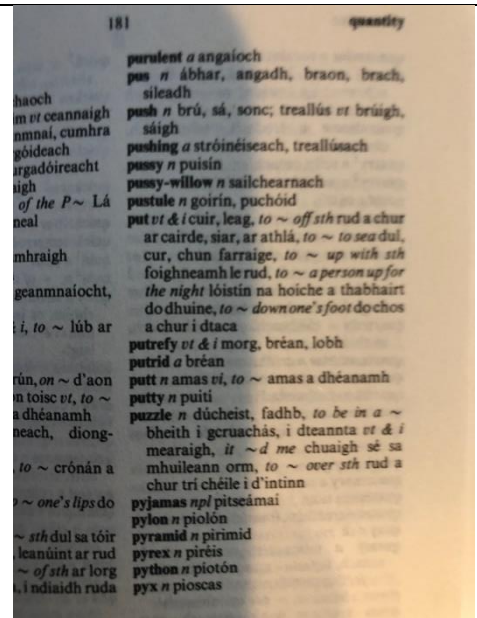 181
quantity
haoch
m vt ceannaigh
nmnaí, cumhra
góideach
urgadóireacht
aigh
of the P~ Lá
neal
mhraigh
geanmnaíocht,
i, to ~ lúb ar
rún, on ~ d'aon
n toisc vt, to ~
a dhéanamh
neach, diong-
, to ~ crónán a
~ one's lips do
~ sth dul sa tóir
leanúint ar rud
~ of sth ar lorg
, i ndiaidh ruda
purulent a angaíoch
pus n ábhar, angadh, braon, brach,
sileadh
push n brú, sá, sonc; treallús vt brúigh,
sáigh
pushing a stróinéiseach, treallúsach
pussy n puisín
pussy-willow n sailchearnach
pustule n goirín, puchóid
put vt & i cuir, leag, to ~ off sth rud a chur
ar cairde, siar, ar athlá, to ~ to sea dul,
cur, chun farraige, to ~ up with sth
foighneamh le rud, to ~ a person up for
the night lóistín na hoíche a thabhairt
do dhuine, to ~ down one's foot do chos
a chur i dtaca
putrefy vt & i morg, bréan, lobh
putrid a bréan
putt n amas vi, to ~ amas a dhéanamh
putty n puití
puzzle n dúcheist, fadhb, to be in a ~
bheith i gcruachás, i dteannta vt & i
mearaigh, it ~d me chuaigh sé sa
mhuileann orm, to ~ over sth rud a
chur trí chéile i d'intinn
pyjamas npl pitseámaí
pylon n piolón
pyramid n pirimid
pyrex n piréis
python n píotón
pyx n pioscas